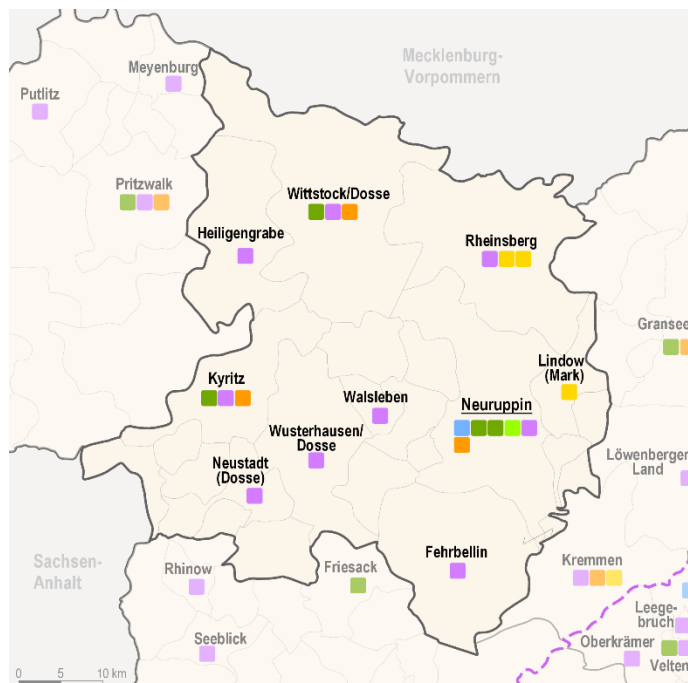 Mecklenburg-
Vorpommern
Meyenburg
Putlitz
Pritzwalk
Wittstock/Dosse
Heiligengrabe
Rheinsberg
Gransee
Lindow
(Mark)
Kyritz
Walsleben
Neuruppin
Wusterhausen/
Dosse
Neustadt
(Dosse)
Löwenberger
Land
Sachsen-
Anhalt
Rhinow
Friesack
Fehrbellin
Kremmen
Leege-
bruch
Seeblick
Oberkrämer
Velten
0 5 10 km